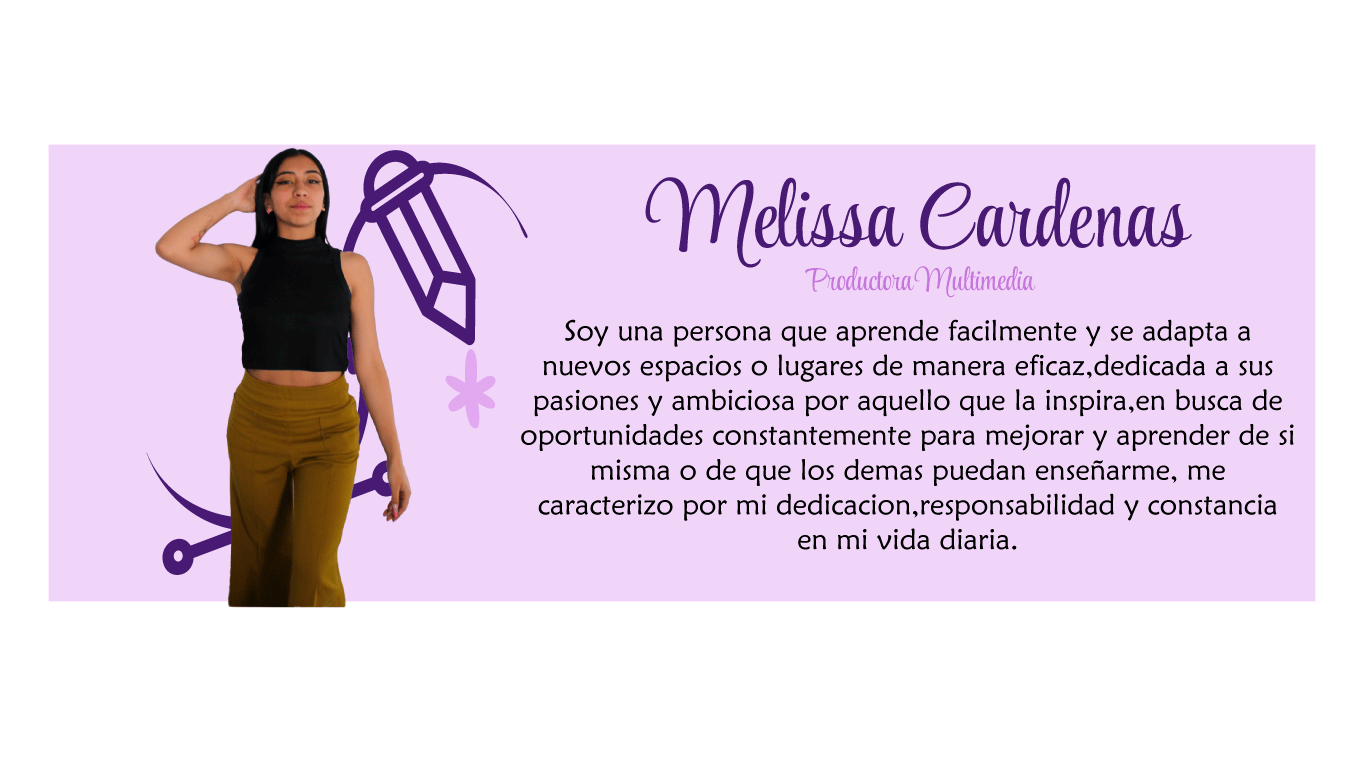 Melissa Cardenas
Productora Multimedia
Soy una persona que aprende facilmente y se adapta a
nuevos espacios o lugares de manera eficaz,dedicada a sus
pasiones y ambiciosa por aquello que la inspira,en busca de
oportunidades constantemente para mejorar y aprender de si
misma o de que los demas puedan enseñarme, me
caracterizo por mi dedicacion,responsabilidad y constancia
en mi vida diaria.